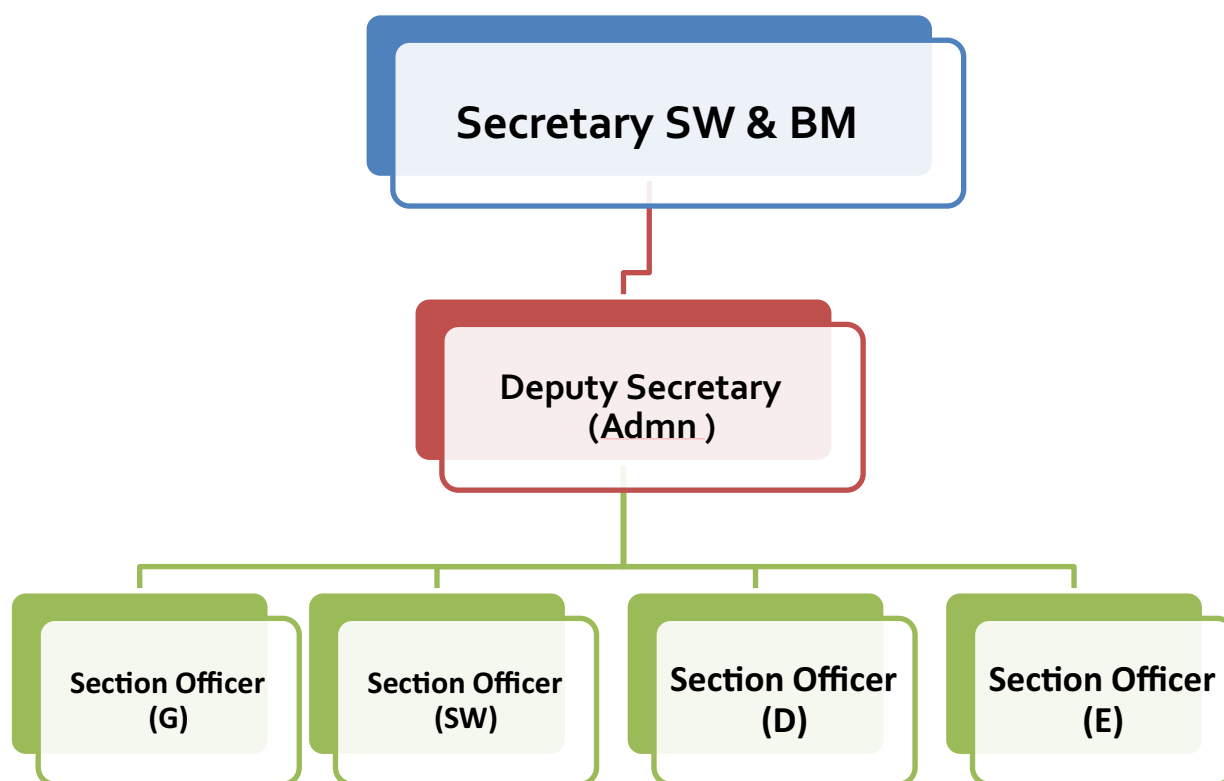 Secretary SW & BM
Deputy Secretary
(Admn )
Section Officer
(G)
Section Officer
(SW)
Section Officer
(D)
Section Officer
(E)